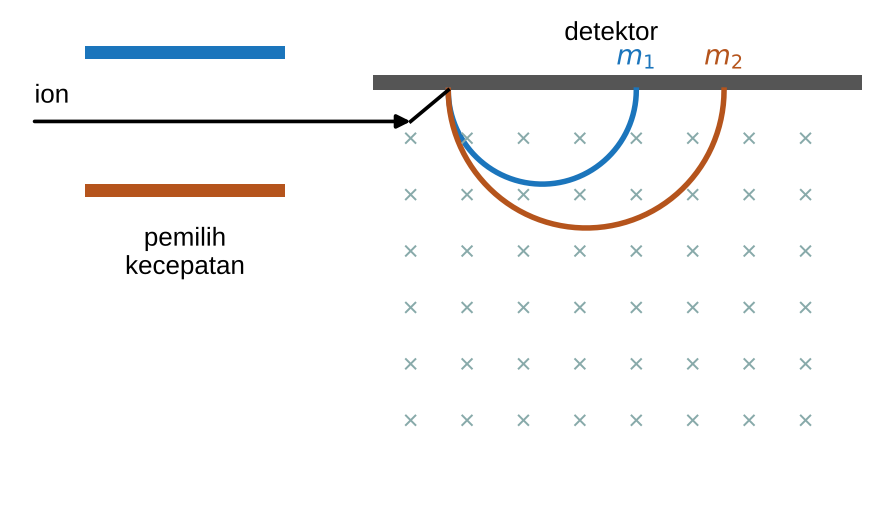 detektor
m₁ m₂
ion
pemilih
kecepatan